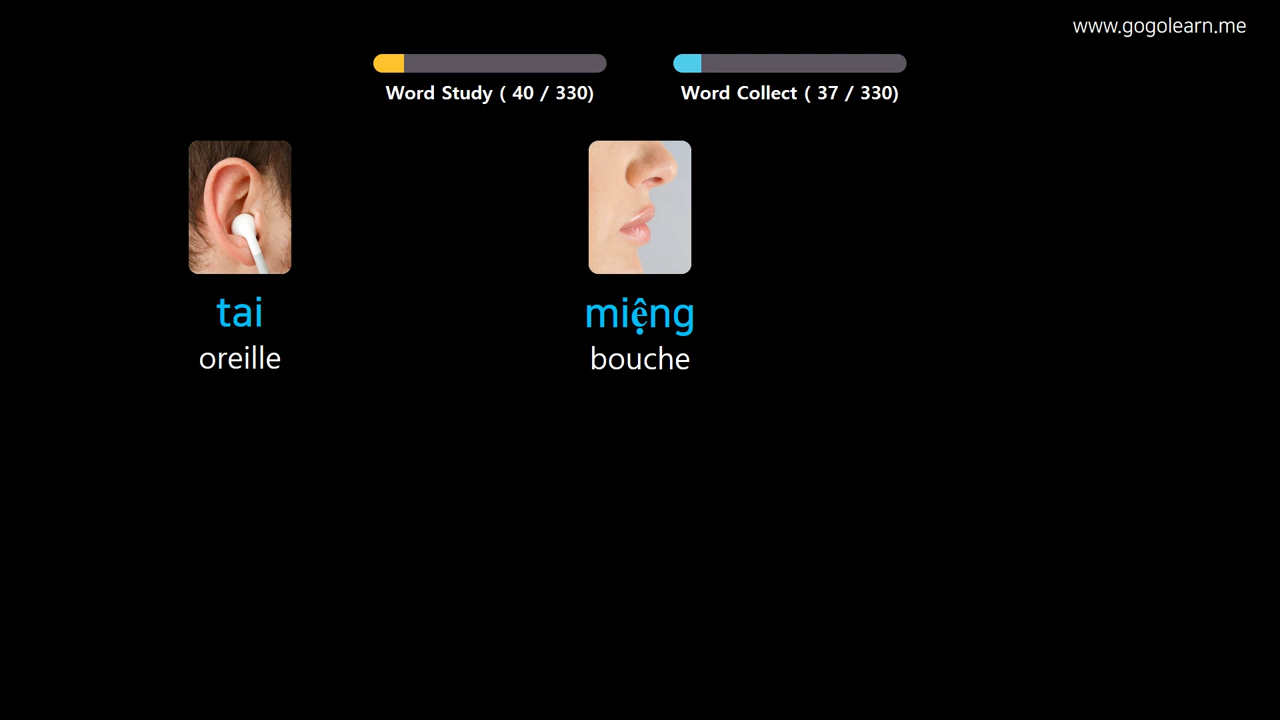 www.gogolearn.me
Word Study ( 40 / 330)
Word Collect ( 37 / 330)
tai
miệng
oreille
bouche